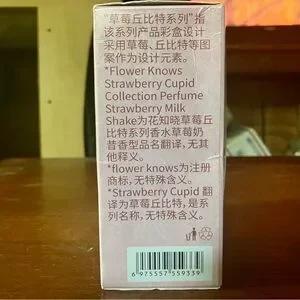 “草莓丘比特系列”指
该系列产品彩盒设计
采用草莓、丘比特等图
案作为设计元素。
*Flower Knows
Strawberry Cupid
Collection Perfume
Strawberry Milk
Shake为花知晓草莓丘
比特系列香水草莓奶
昔香型品名翻译,无其
他释义。
*flower knows为注册
商标,无特殊含义。
*Strawberry Cupid 翻
译为草莓丘比特,是系
列名称,无特殊含义。
6 975557 559339